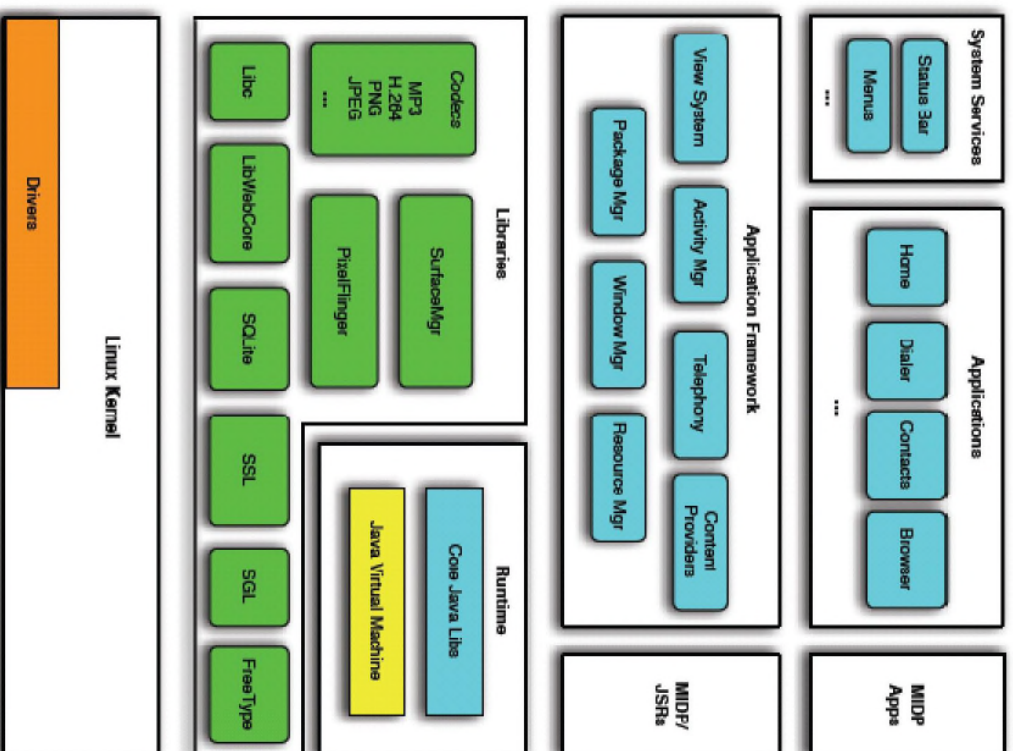 System Services
Status Bar
Menus
...
Applications
Home
Dialer
Contacts
Browser
...
MIDP
Apps
Application Framework
View System
Activity Mgr
Telephony
Content
Providers
Package Mgr
Window Mgr
Resource Mgr
MIDP/
JSRs
Libraries
Codecs
MP3
H.264
PNG
JPEG
...
SurfaceMgr
PixelFlinger
Libc
LibWebCore
SQLite
SSL
SGL
FreeType
Runtime
Core Java Libs
Java Virtual Machine
Linux Kernel
Drivers